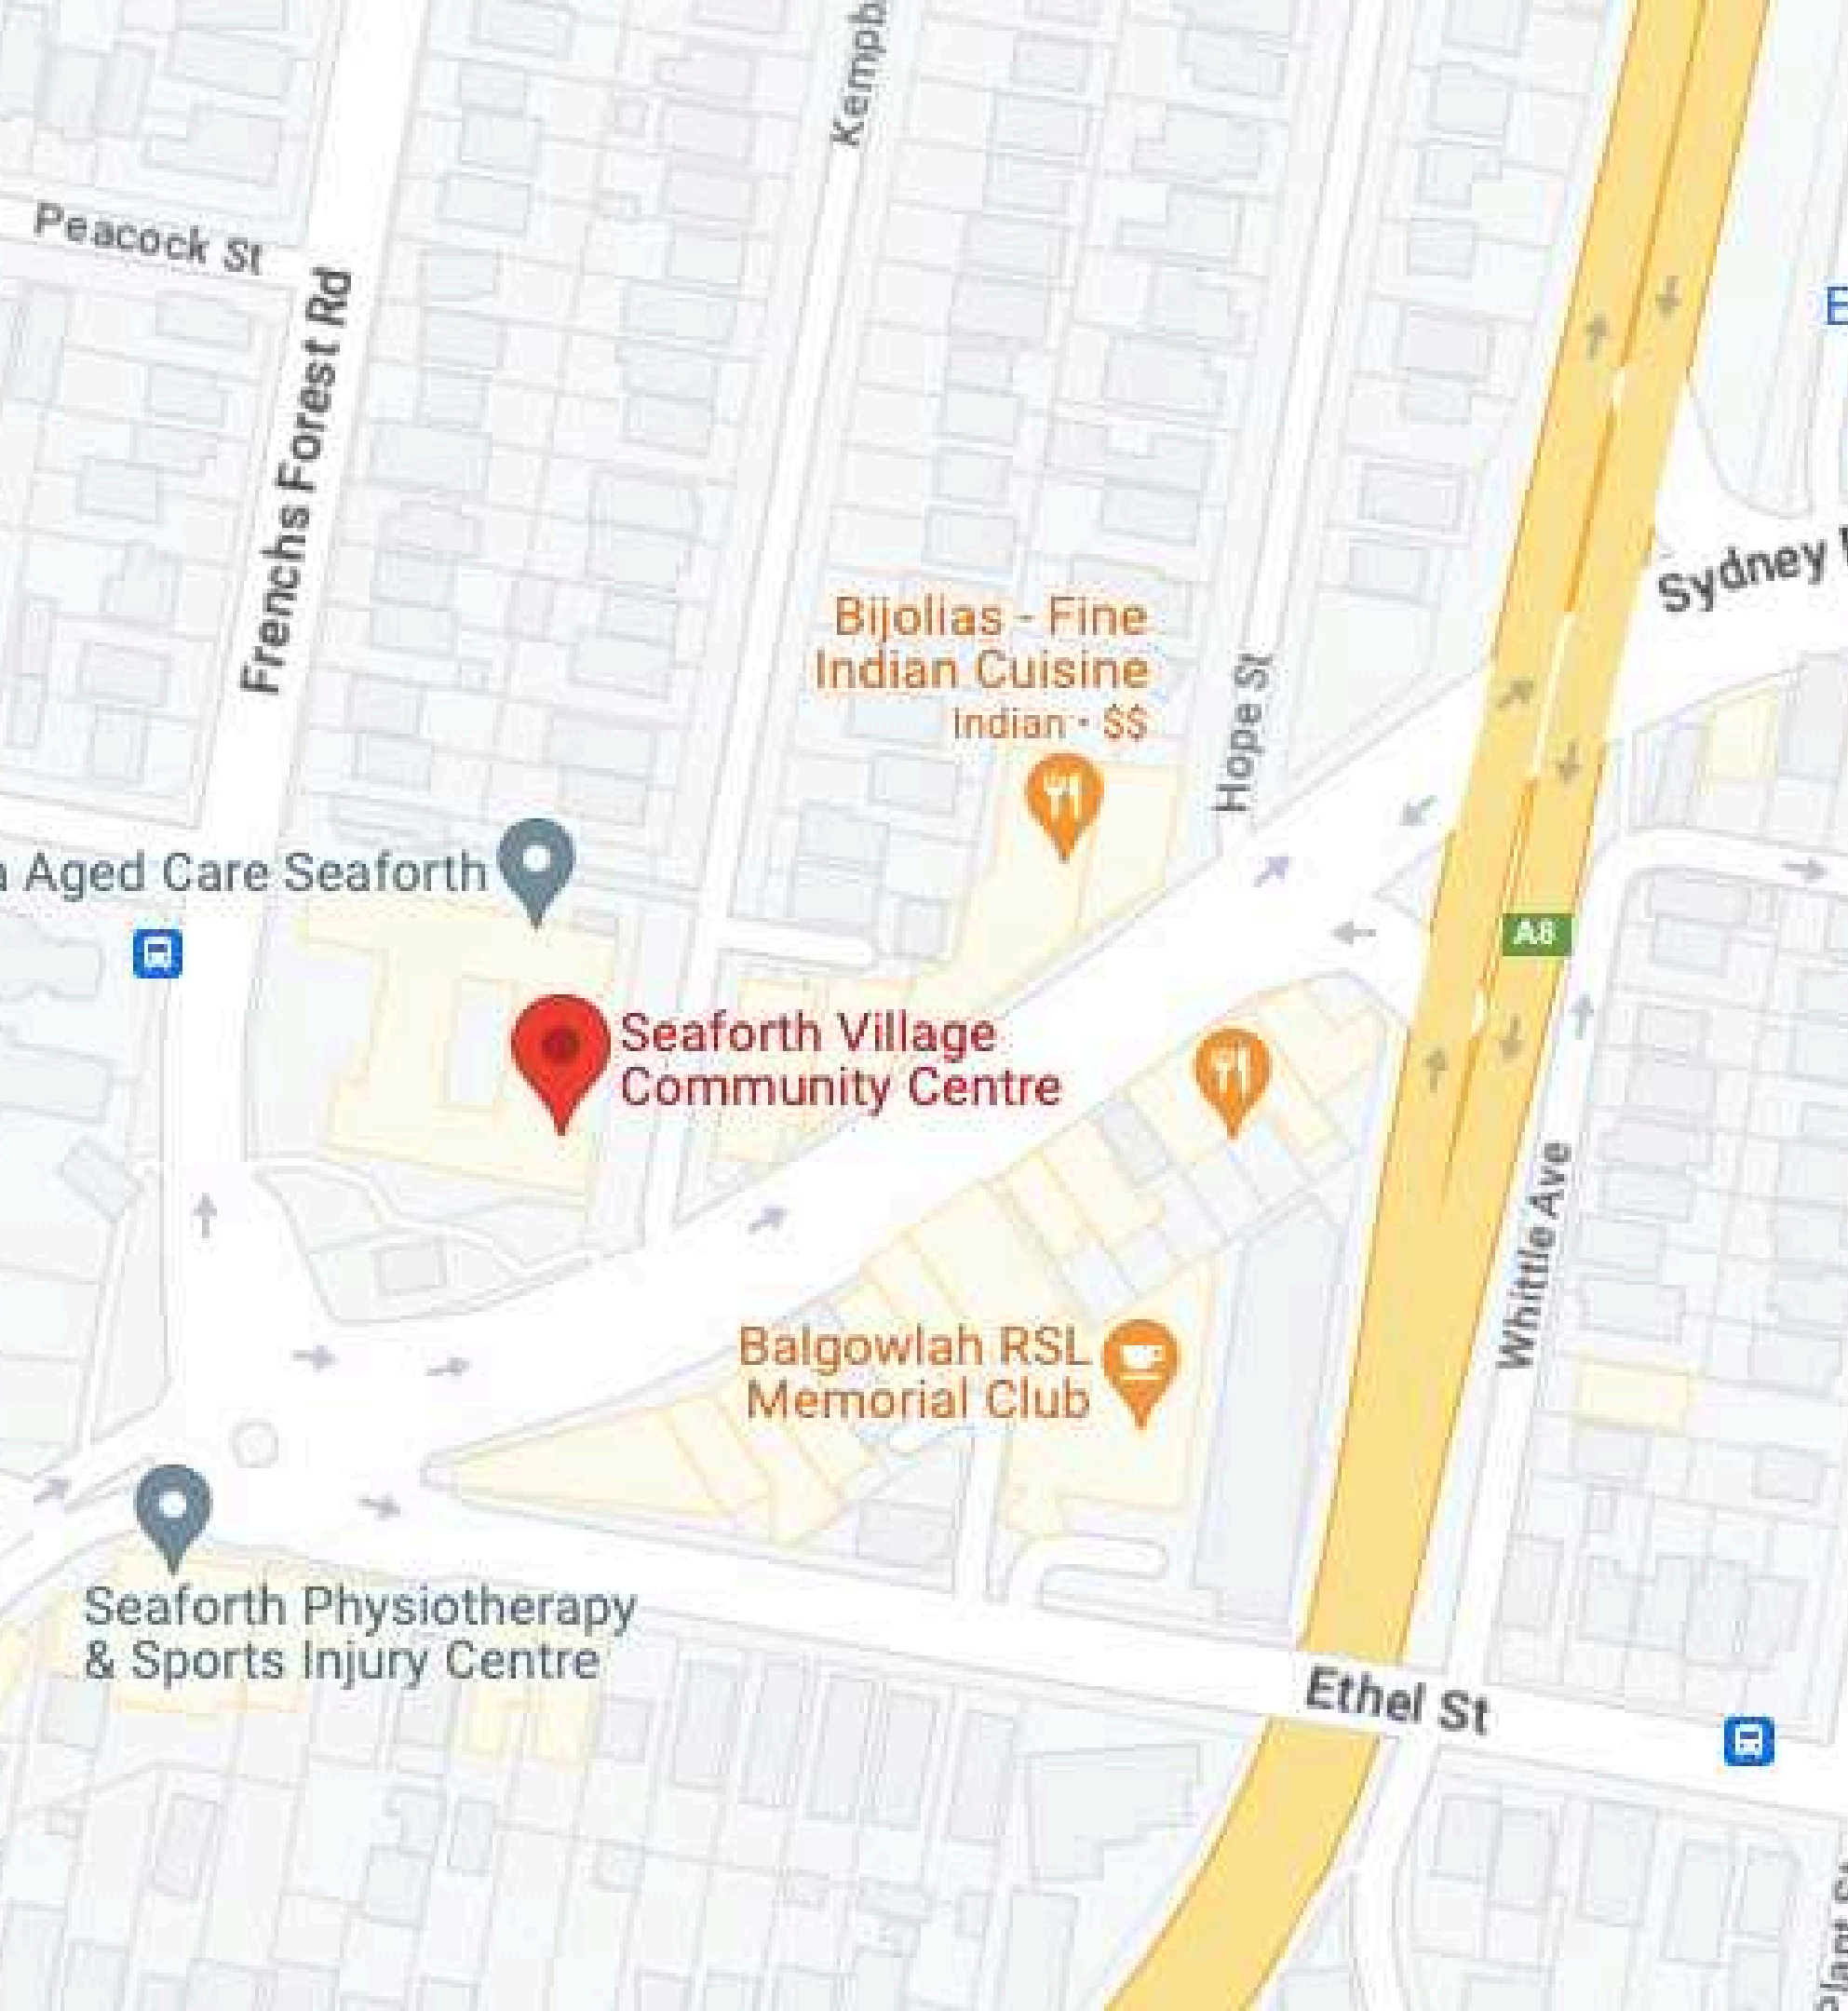 Kempb
Peacock St
Frenchs Forest Rd
Sydney
Bijolias - Fine
Indian Cuisine
Indian · $$
Hope St
Aged Care Seaforth
A8
Seaforth Village
Community Centre
Whittle Ave
Balgowlah RSL
Memorial Club
Seaforth Physiotherapy
& Sports Injury Centre
Ethel St
St